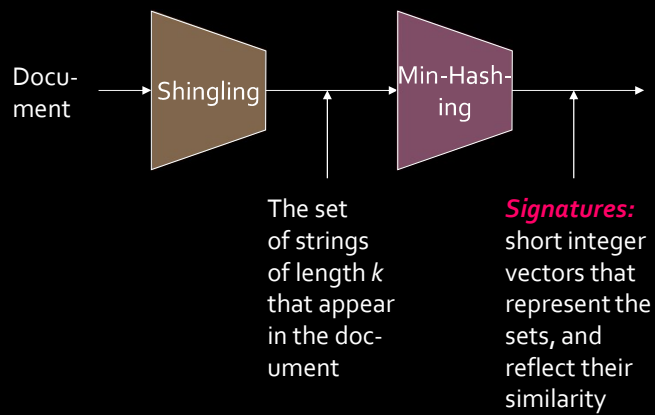 Docu-
ment
Shingling
Min-Hash-
ing
The set
of strings
of length k
that appear
in the doc-
ument
Signatures:
short integer
vectors that
represent the
sets, and
reflect their
similarity